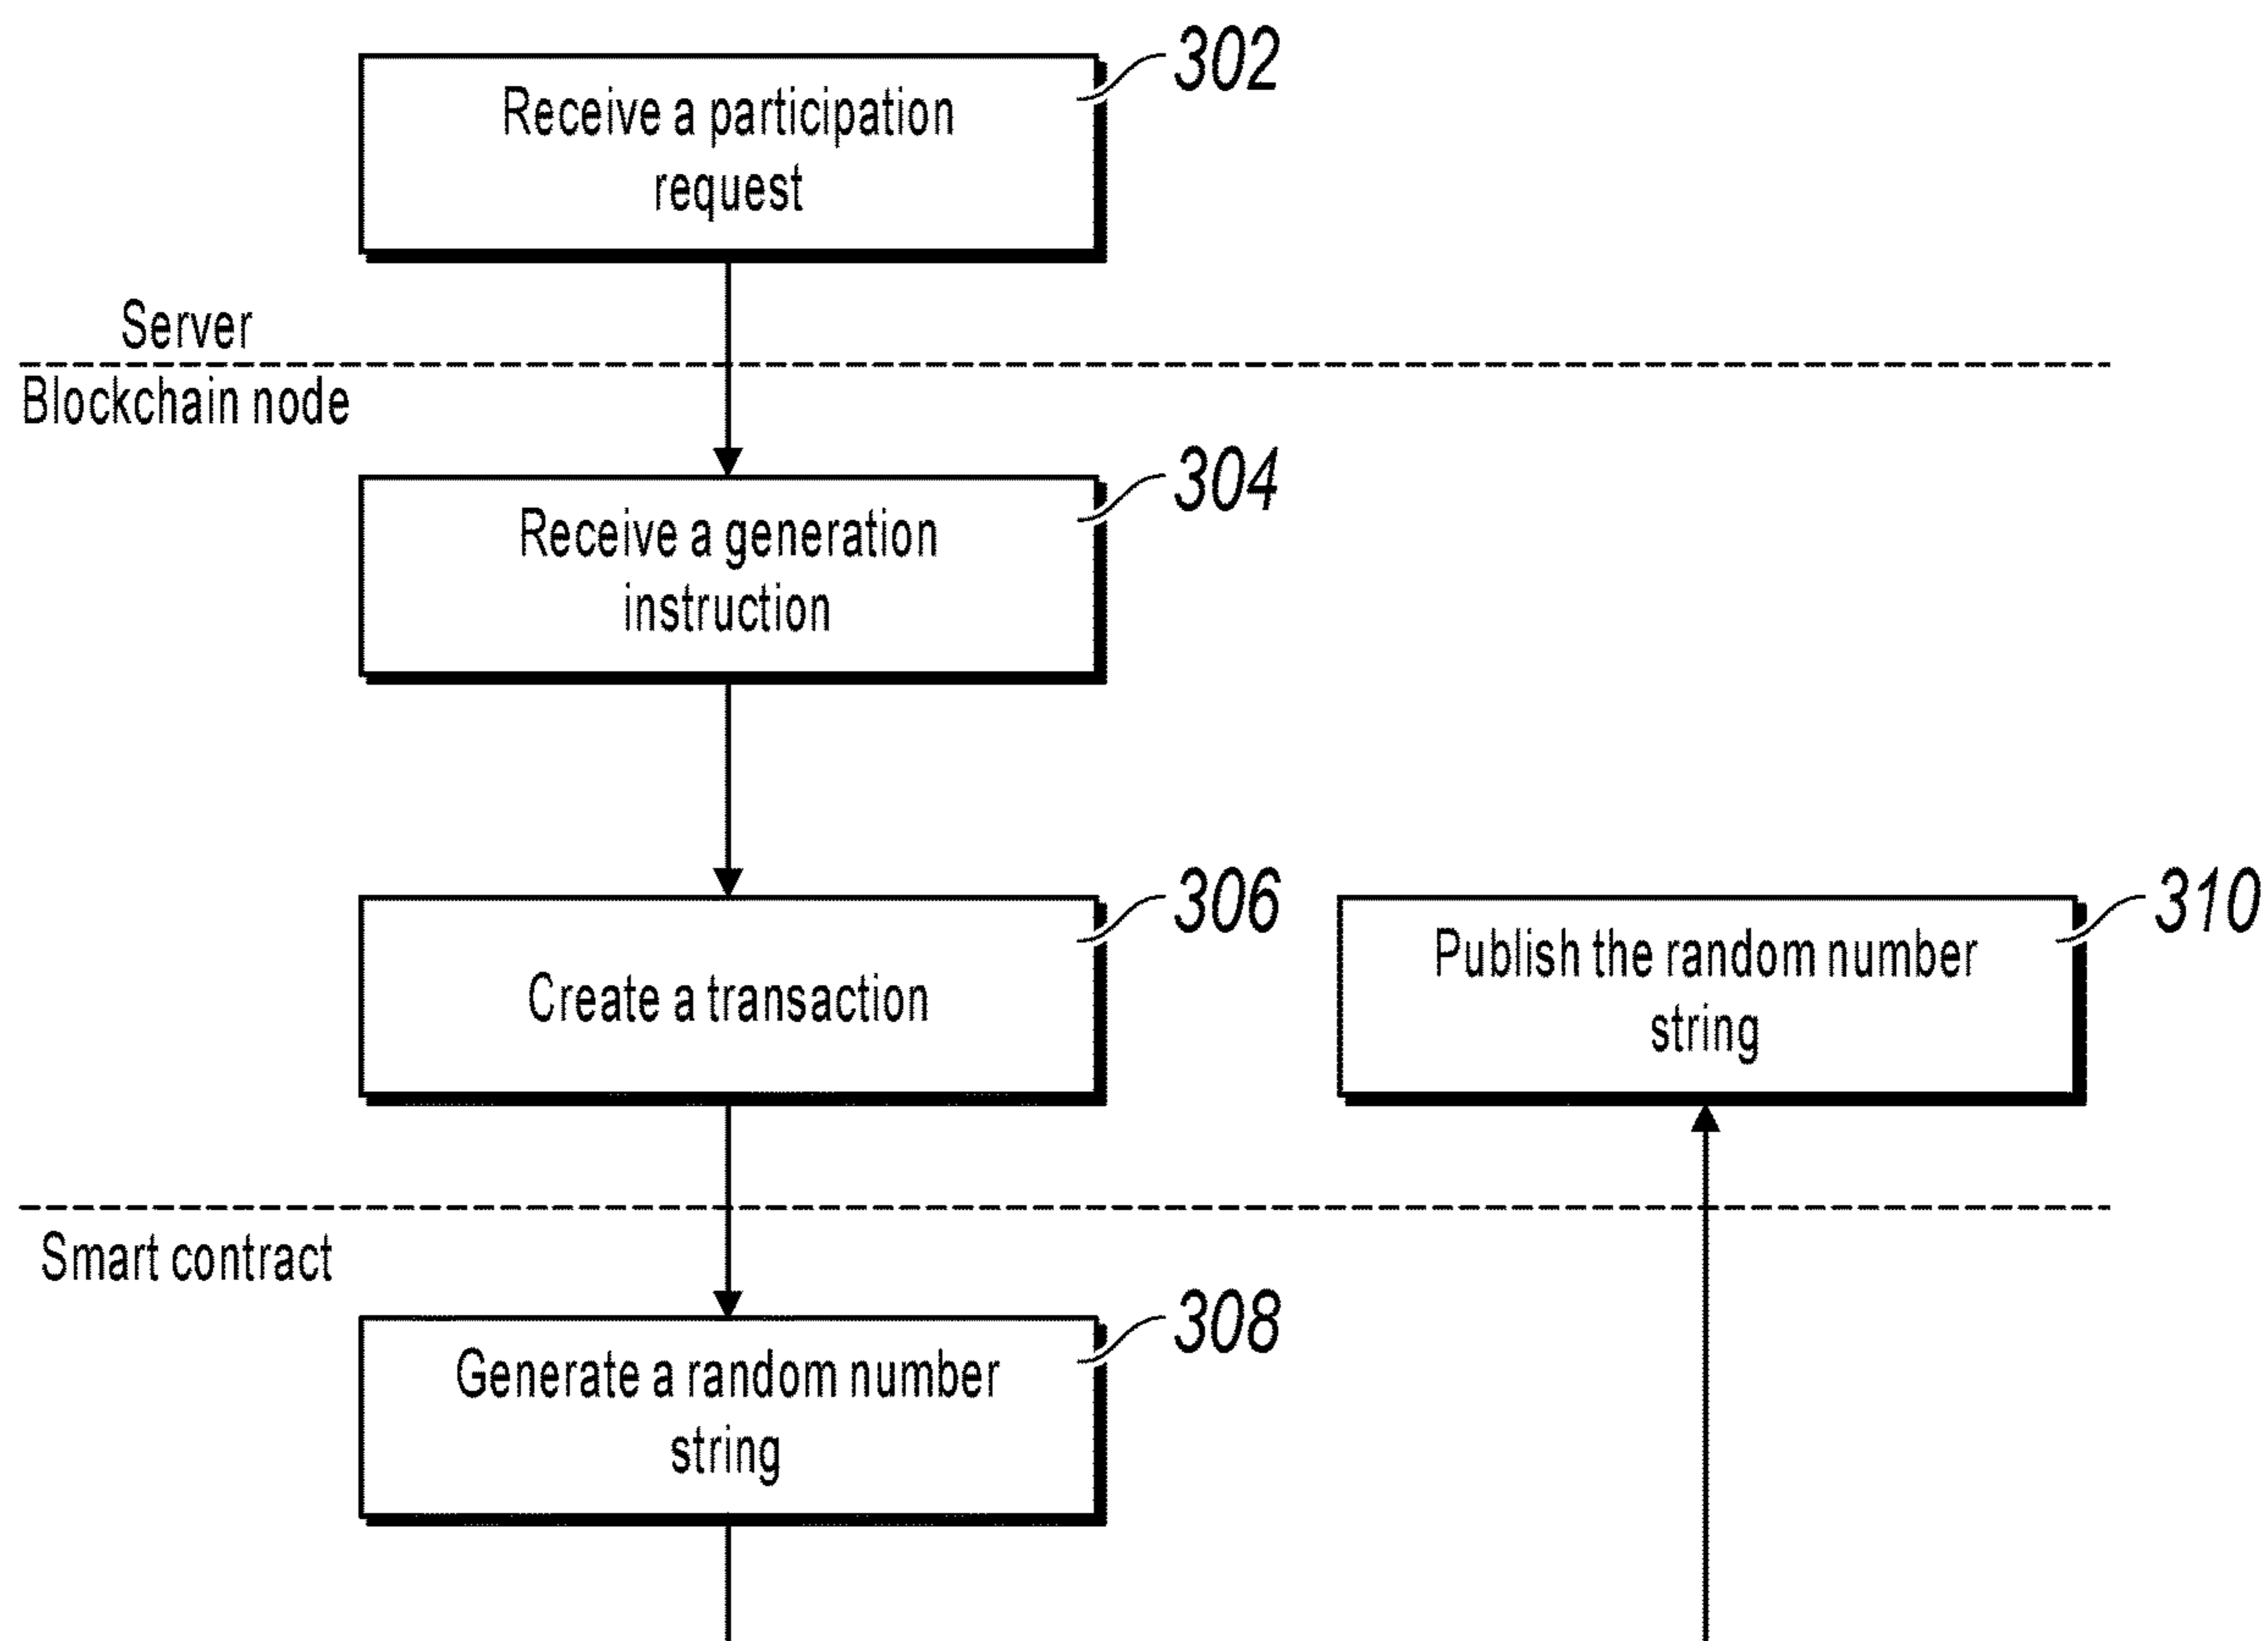 302
Receive a participation
request
Server
Blockchain node
304
Receive a generation
instruction
306
Create a transaction
310
Publish the random number
string
Smart contract
308
Generate a random number
string